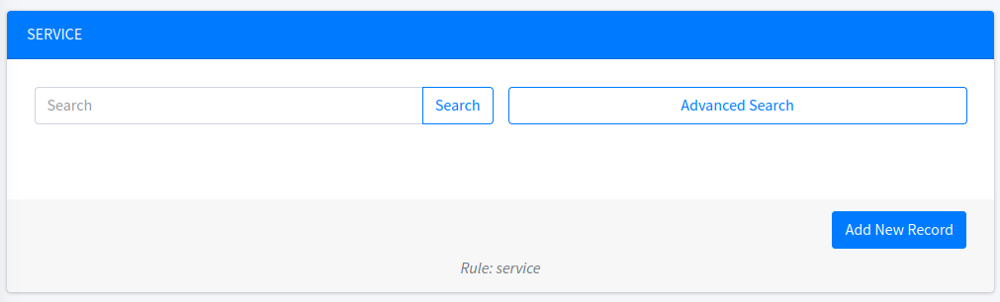 SERVICE
Search Search Advanced Search
Add New Record
Rule: service